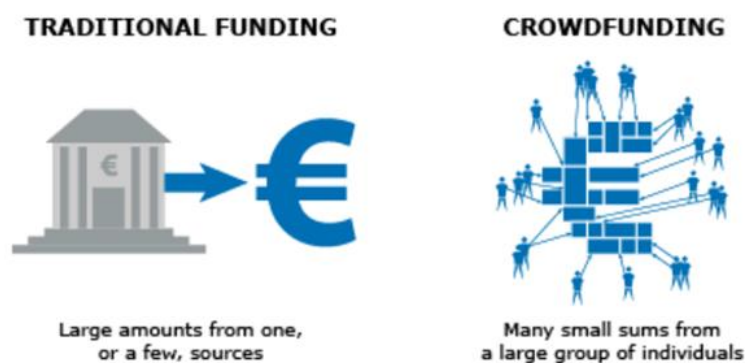 TRADITIONAL FUNDING
€
€
Large amounts from one,
or a few, sources
CROWDFUNDING
Many small sums from
a large group of individuals